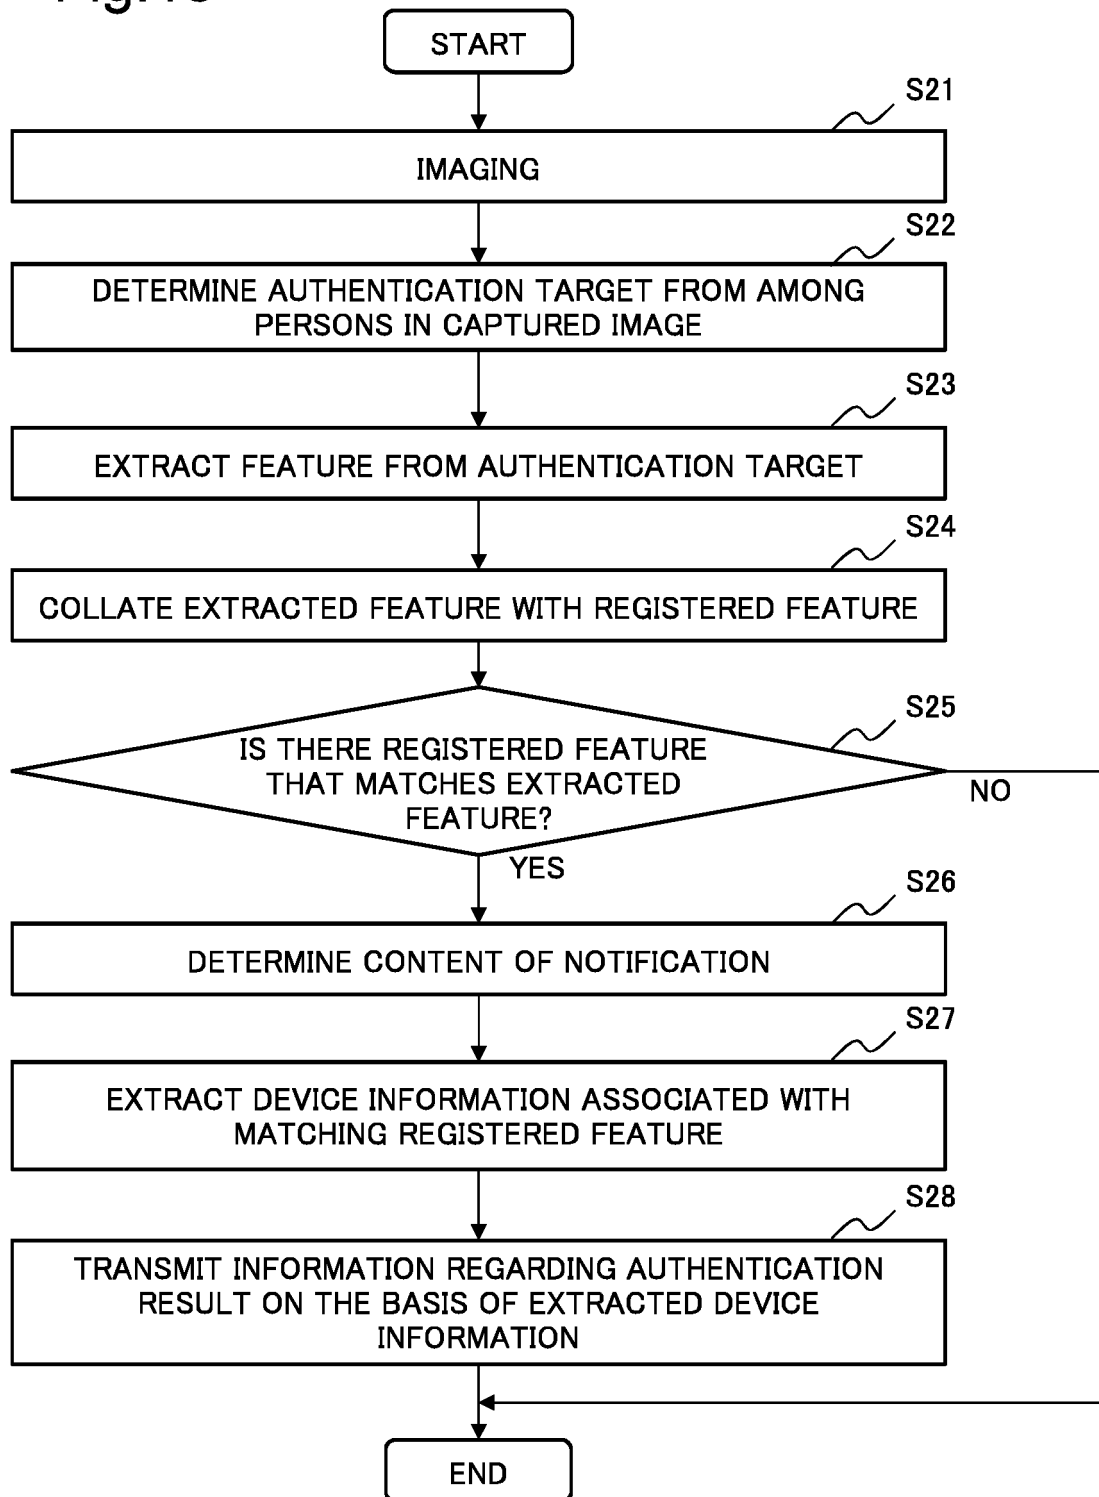 START
S21
IMAGING
S22
DETERMINE AUTHENTICATION TARGET FROM AMONG
PERSONS IN CAPTURED IMAGE
S23
EXTRACT FEATURE FROM AUTHENTICATION TARGET
S24
COLLATE EXTRACTED FEATURE WITH REGISTERED FEATURE
S25
IS THERE REGISTERED FEATURE
THAT MATCHES EXTRACTED
FEATURE?
NO
YES
S26
DETERMINE CONTENT OF NOTIFICATION
S27
EXTRACT DEVICE INFORMATION ASSOCIATED WITH
MATCHING REGISTERED FEATURE
S28
TRANSMIT INFORMATION REGARDING AUTHENTICATION
RESULT ON THE BASIS OF EXTRACTED DEVICE
INFORMATION
END